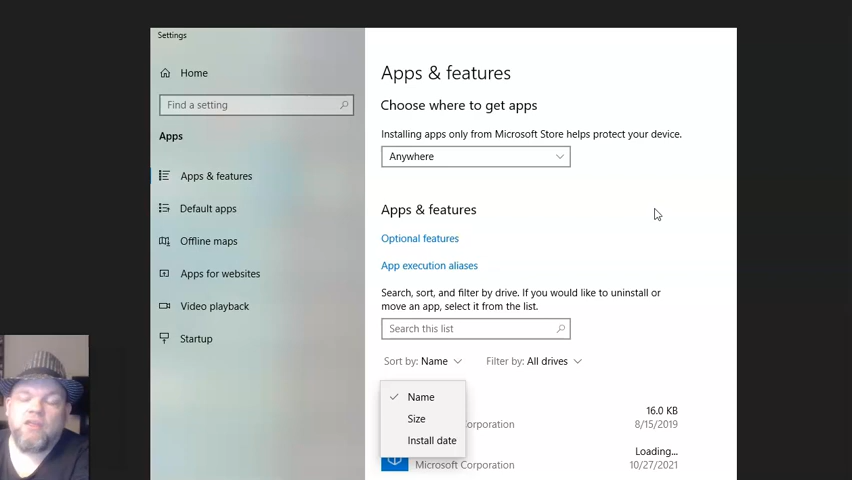 Settings
Home
Find a setting
Apps
Apps & features
Default apps
Offline maps
Apps for websites
Video playback
Startup
Apps & features
Choose where to get apps
Installing apps only from Microsoft Store helps protect your device.
Anywhere
Apps & features
Optional features
App execution aliases
Search, sort, and filter by drive. If you would like to uninstall or
move an app, select it from the list.
Search this list
Sort by: Name
Filter by: All drives
Name
Size
Install date
16.0 KB
Corporation
8/15/2019
Loading...
Microsoft Corporation
10/27/2021